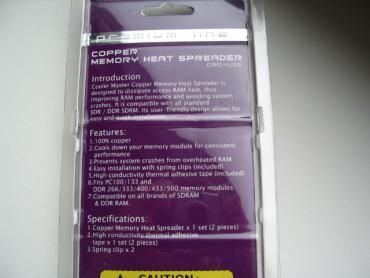 premium line
COPPER
MEMORY HEAT SPREADER
CRC-U02
Introduction
Cooler Master Copper Memory Heat Spreader is
designed to dissipate access RAM heat, thus
improving RAM performance and avoiding system
crashes. It is compatible with all standard
SDR / DDR SDRM. Its user-friendly design allows for
easy and quick installation.
Features:
1.100% copper
2.Cools down your memory module for consistent
performance
3.Prevents system crashes from overheated RAM
4.Easy installation with spring clips (included)
5.High conductivity thermal adhesive tape (included)
6.Fits PC100/133 and
DDR 266/333/400/433/500 memory modules
7.Compatible on all brands of SDRAM
& DDR RAM.
Specifications:
1.Copper Memory Heat Spreader x 1 set (2 pieces)
2.High conductivity thermal adhesive
tape x 1 set (2 pieces)
3.Spring clip x 2
CAUTION